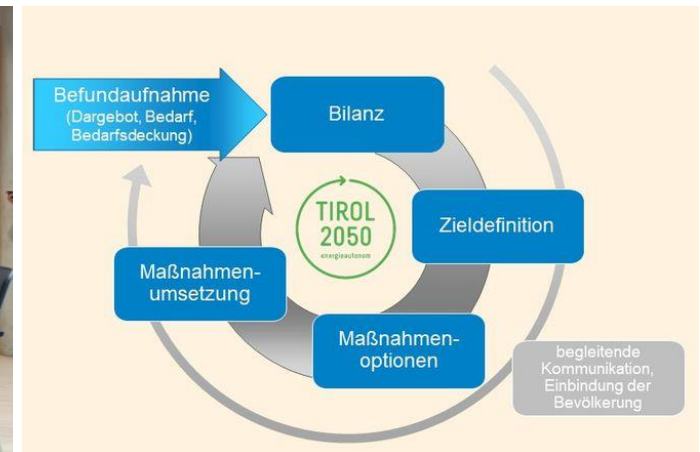 Befundaufnahme
(Dargebot, Bedarf,
Bedarfsdeckung)
Bilanz
Zieldefinition
TIROL
2050
energieautonom
Maßnahmen-
umsetzung
Maßnahmen-
optionen
begleitende
Kommunikation,
Einbindung der
Bevölkerung